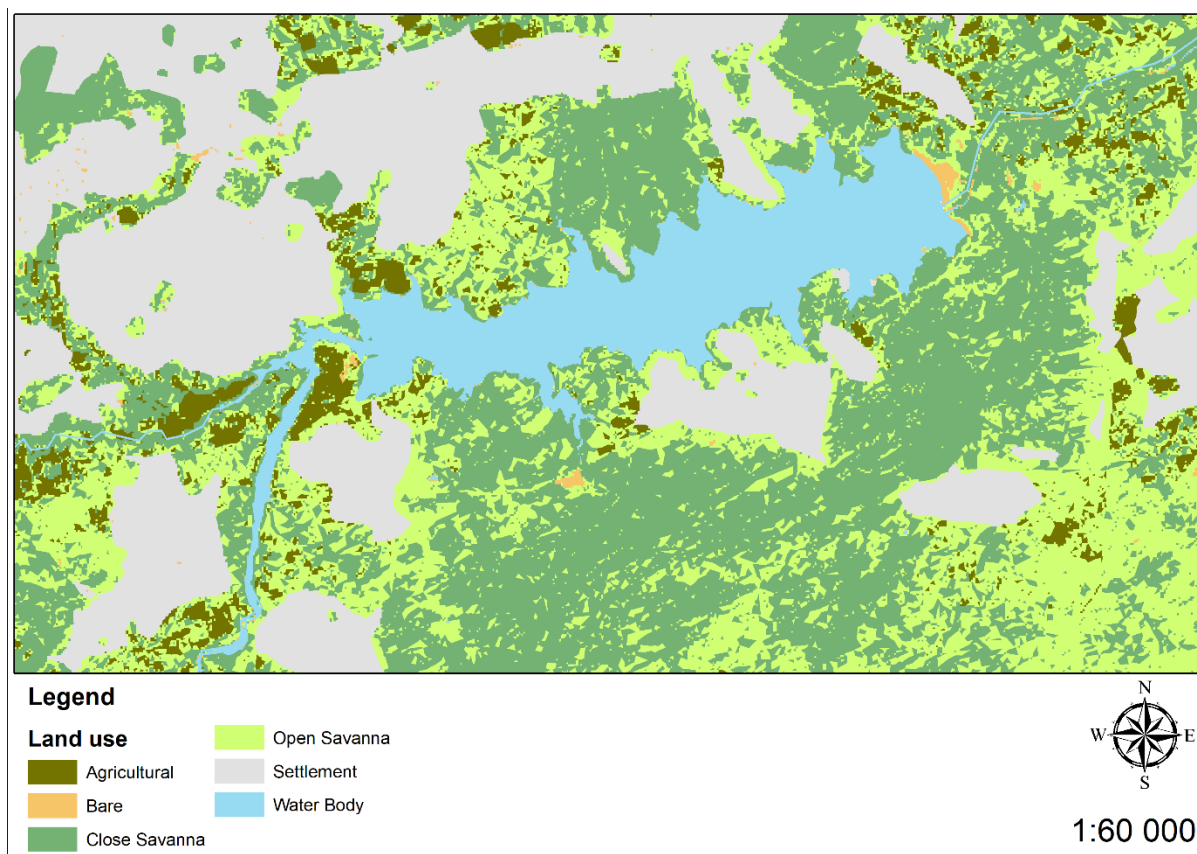 Legend
Land use
Agricultural
Bare
Close Savanna
Open Savanna
Settlement
Water Body
N
W E
S
1:60 000